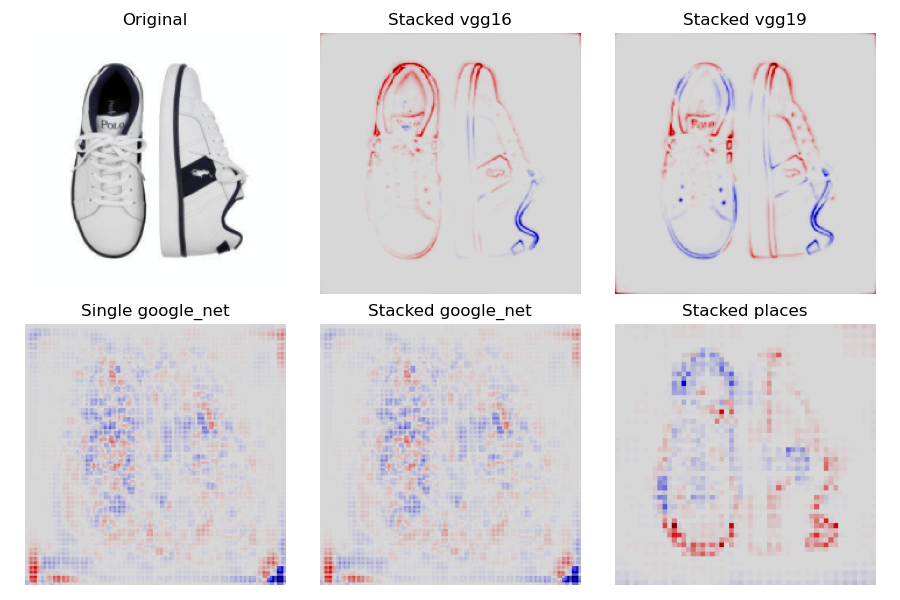 Original
Stacked vgg16
Stacked vgg19
POLO
Single google_net
Stacked google_net
Stacked places